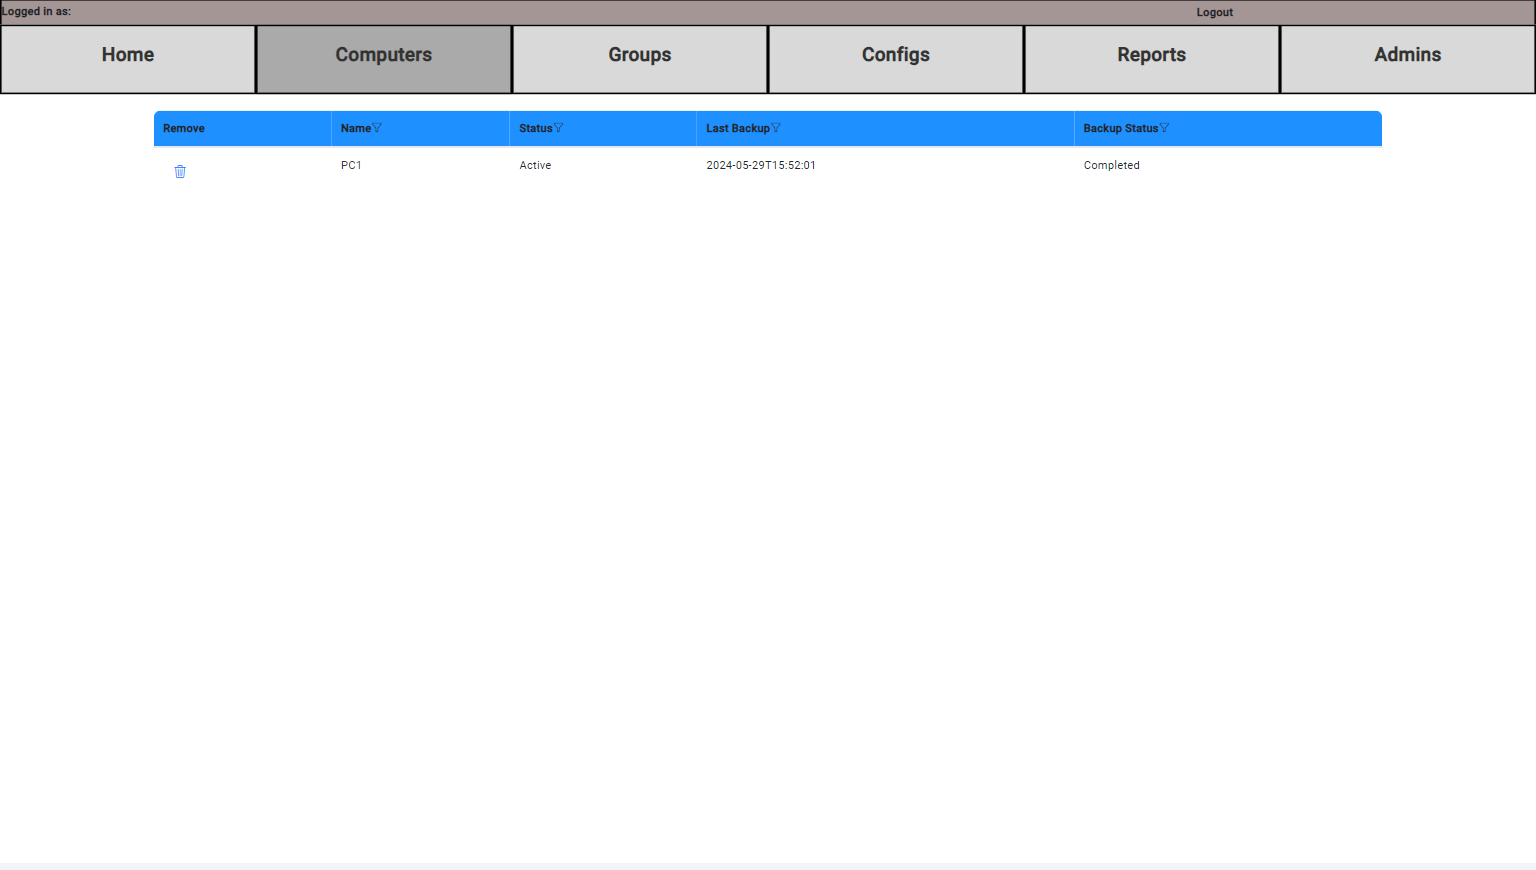 Logged in as: Logout
Home Computers Groups Configs Reports Admins
Remove Name Status Last Backup Backup Status
PC1 Active 2024-05-29T15:52:01 Completed